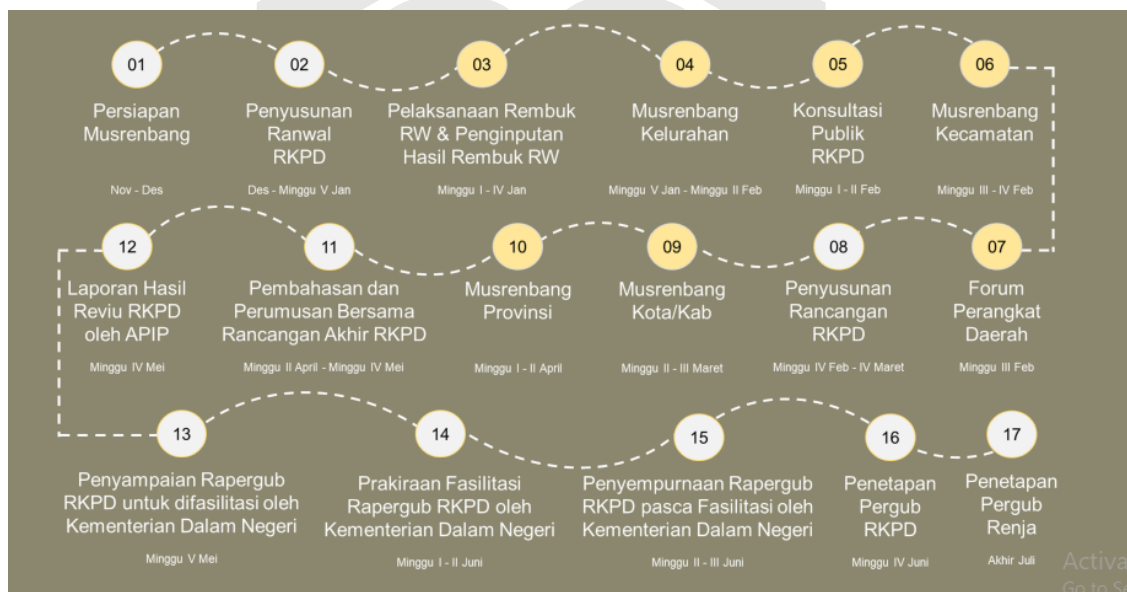 01
Persiapan
Musrenbang
Nov - Des
02
Penyusunan
Ranwal
RKPD
Des - Minggu V Jan
03
Pelaksanaan Rembuk
RW & Penginputan
Hasil Rembuk RW
Minggu I - IV Jan
04
Musrenbang
Kelurahan
Minggu V Jan - Minggu II Feb
05
Konsultasi
Publik
RKPD
Minggu I - II Feb
06
Musrenbang
Kecamatan
Minggu III - IV Feb
07
Forum
Perangkat
Daerah
Minggu III Feb
08
Penyusunan
Rancangan
RKPD
Minggu IV Feb - IV Maret
09
Musrenbang
Kota/Kab
Minggu II - III Maret
10
Musrenbang
Provinsi
Minggu I - II April
11
Pembahasan dan
Perumusan Bersama
Rancangan Akhir RKPD
Minggu II April - Minggu IV Mei
12
Laporan Hasil
Reviu RKPD
oleh APIP
Minggu IV Mei
13
Penyampaian Rapergub
RKPD untuk difasilitasi oleh
Kementerian Dalam Negeri
Minggu V Mei
14
Prakiraan Fasilitasi
Rapergub RKPD oleh
Kementerian Dalam Negeri
Minggu I - II Juni
15
Penyempurnaan Rapergub
RKPD pasca Fasilitasi oleh
Kementerian Dalam Negeri
Minggu II - III Juni
16
Penetapan
Pergub
RKPD
Minggu IV Juni
17
Penetapan
Pergub
Renja
Akhir Juli
Activa
Go to S